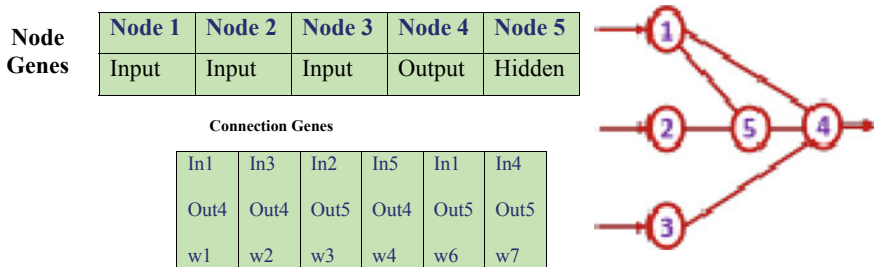 Node Genes
Node 1 Node 2 Node 3 Node 4 Node 5
Input Input Input Output Hidden
Connection Genes
In1 In3 In2 In5 In1 In4
Out4 Out4 Out5 Out4 Out5 Out5
w1 w2 w3 w4 w6 w7
1
2 5 4
3